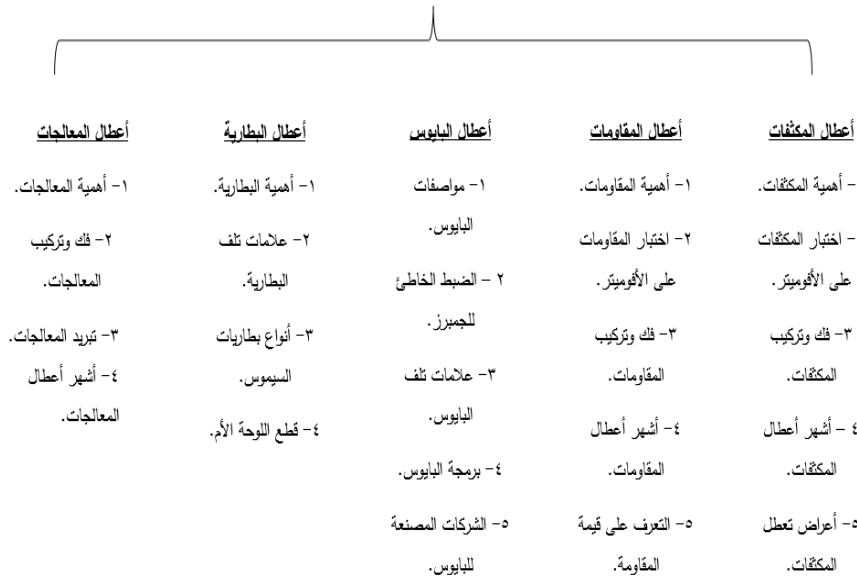 أعطال المكثفات
- أهمية المكثفات.
- اختبار المكثفات
على الأفوميتر.
٣- فك وتركيب
المكثفات.
٤ – أشهر أعطال
المكثفات.
٥- أعراض تعطل
المكثفات.
أعطال المقاومات
١- أهمية المقاومات.
٢- اختبار المقاومات
على الأفوميتر.
٣- فك وتركيب
المقاومات.
٤- أشهر أعطال
المقاومات.
٥- التعرف على قيمة
المقاومة.
أعطال البايوس
١- مواصفات
البايوس.
٢ – الضبط الخاطئ
للجمبرز.
٣- علامات تلف
البايوس.
٤- برمجة البايوس.
٥- الشركات المصنعة
للبايوس.
أعطال البطارية
١- أهمية البطارية.
٢- علامات تلف
البطارية.
٣- أنواع بطاريات
السيموس.
٤- قطع اللوحة الأم.
أعطال المعالجات
١- أهمية المعالجات.
٢- فك وتركيب
المعالجات.
٣- تبريد المعالجات.
٤- أشهر أعطال
المعالجات.